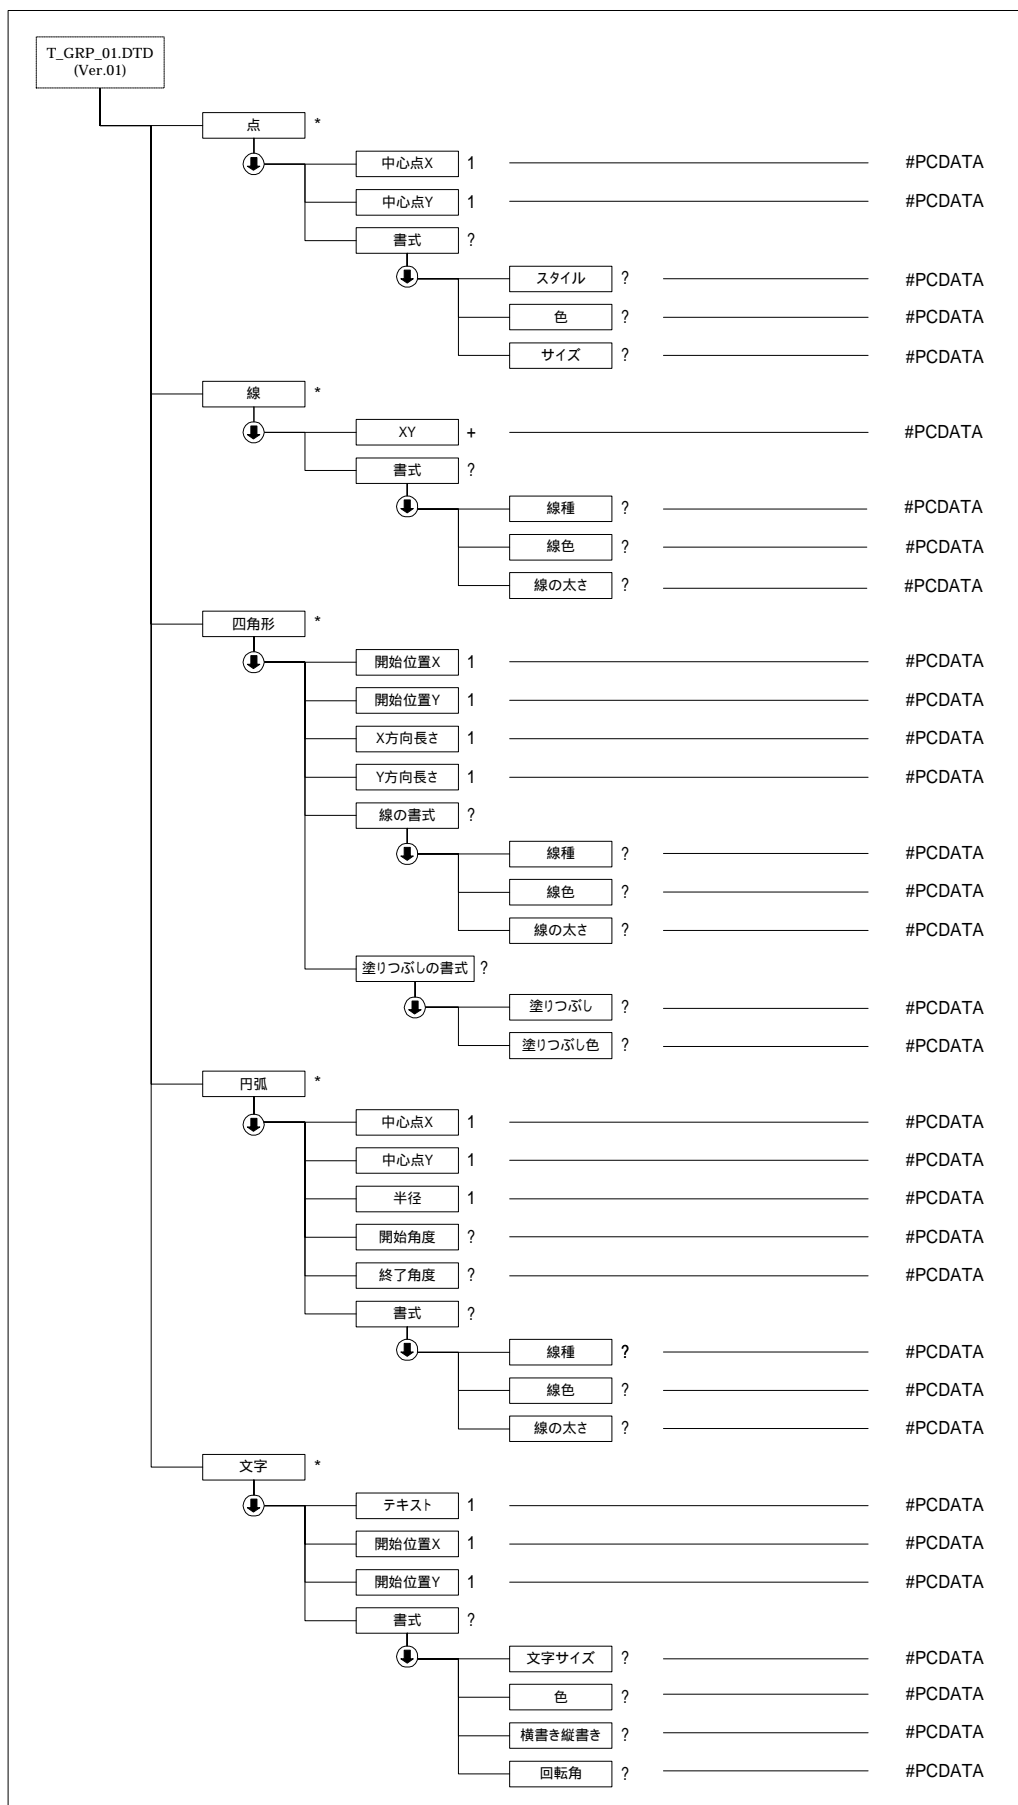 T_GRP_01.DTD
(Ver.01)
点 *
中心点X 1 #PCDATA
中心点Y 1 #PCDATA
書式 ?
スタイル ? #PCDATA
色 ? #PCDATA
サイズ ? #PCDATA
線 *
XY + #PCDATA
書式 ?
線種 ? #PCDATA
線色 ? #PCDATA
線の太さ ? #PCDATA
四角形 *
開始位置X 1 #PCDATA
開始位置Y 1 #PCDATA
X方向長さ 1 #PCDATA
Y方向長さ 1 #PCDATA
線の書式 ?
線種 ? #PCDATA
線色 ? #PCDATA
線の太さ ? #PCDATA
塗りつぶしの書式 ?
塗りつぶし ? #PCDATA
塗りつぶし色 ? #PCDATA
円弧 *
中心点X 1 #PCDATA
中心点Y 1 #PCDATA
半径 1 #PCDATA
開始角度 ? #PCDATA
終了角度 ? #PCDATA
書式 ?
線種 ? #PCDATA
線色 ? #PCDATA
線の太さ ? #PCDATA
文字 *
テキスト 1 #PCDATA
開始位置X 1 #PCDATA
開始位置Y 1 #PCDATA
書式 ?
文字サイズ ? #PCDATA
色 ? #PCDATA
横書き縦書き ? #PCDATA
回転角 ? #PCDATA